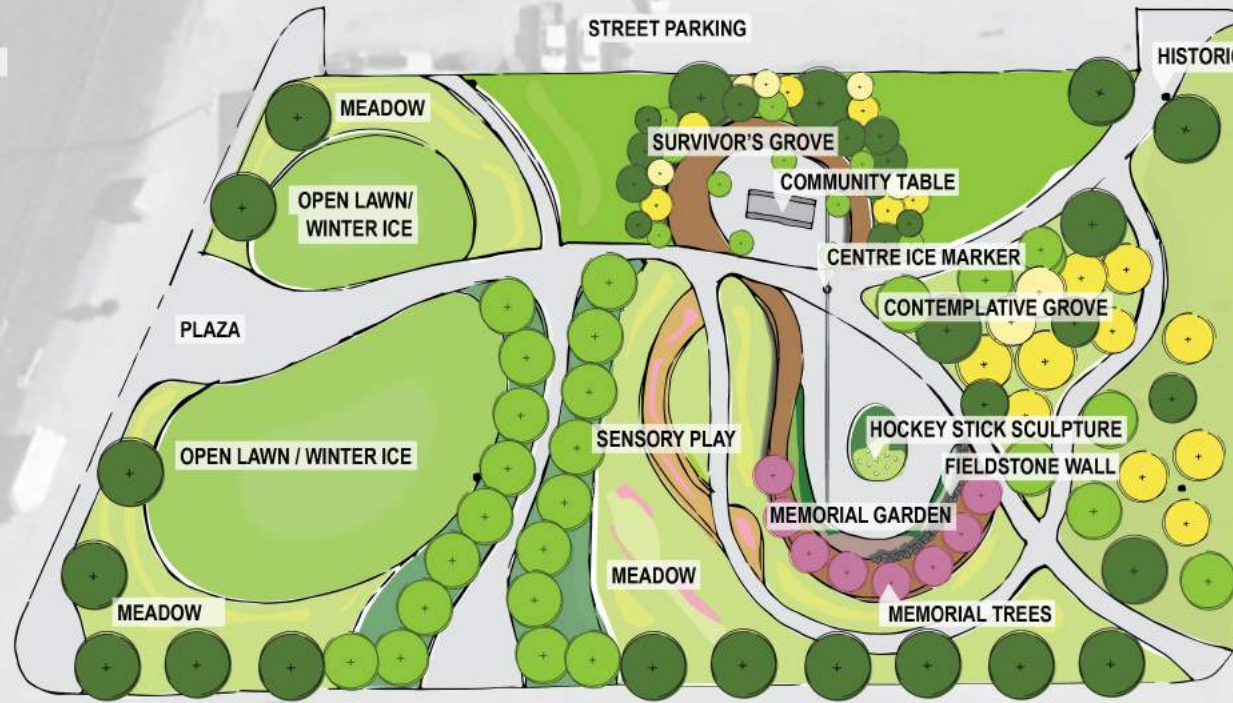 STREET PARKING
HISTORIC
MEADOW
SURVIVOR'S GROVE
COMMUNITY TABLE
OPEN LAWN/
WINTER ICE
CENTRE ICE MARKER
CONTEMPLATIVE GROVE
PLAZA
HOCKEY STICK SCULPTURE
SENSORY PLAY
OPEN LAWN / WINTER ICE
FIELDSTONE WALL
MEMORIAL GARDEN
MEADOW
MEADOW
MEMORIAL TREES